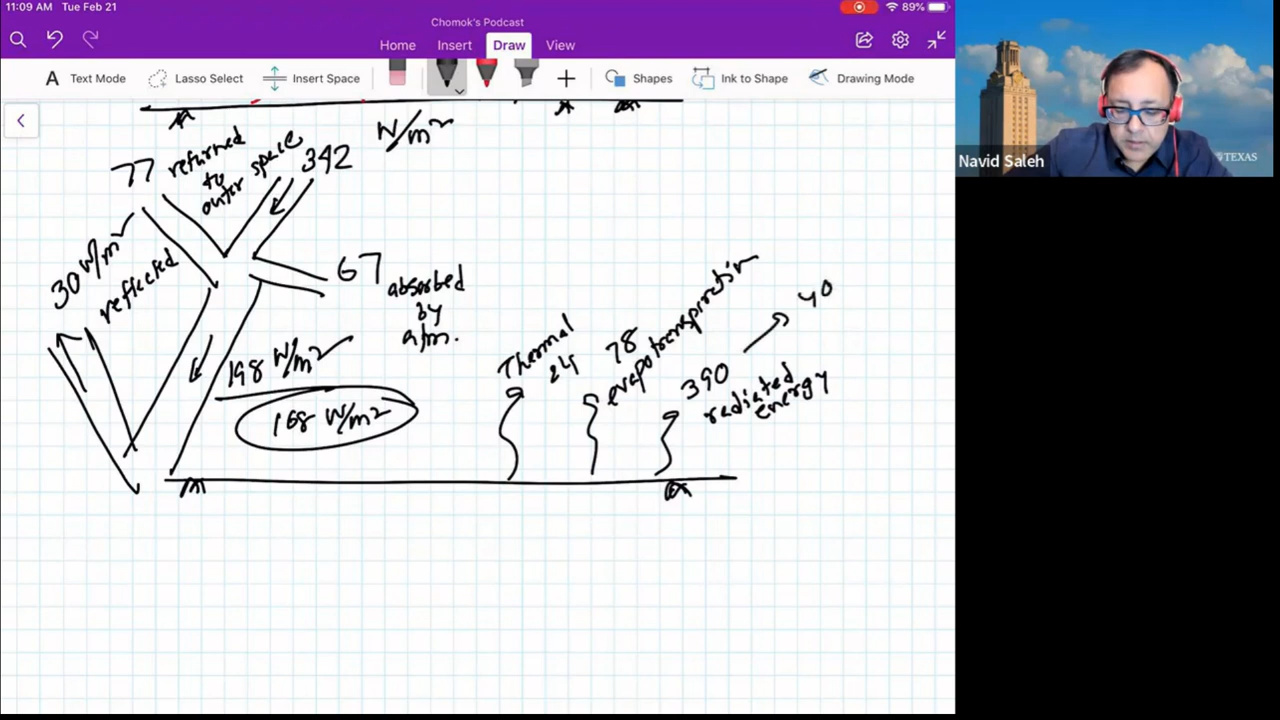 11:09 AM Tue Feb 21
89%
Chomok's Podcast
Home Insert Draw View
Text Mode Lasso Select Insert Space Shapes Ink to Shape Drawing Mode
Navid Saleh
TEXAS
W/m²
77 returned
to
outer space
342
30 W/m²
reflected
67 absorbed
by
atm.
198 W/m²
168 W/m²
Thermal
24
78
evapotranspiration
390
radiated
energy
40